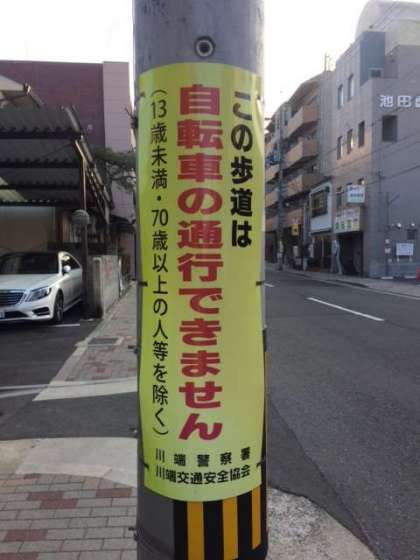 この歩道は
自転車の通行できません
(13歳未満・70歳以上の人等を除く)
川端警察署
川端交通安全協会
池田